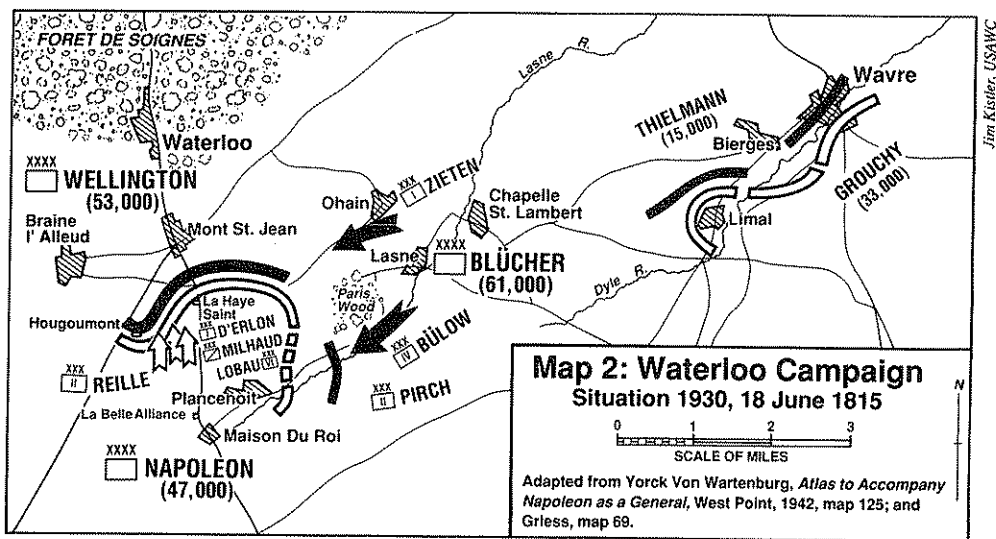 FORET DE SOIGNES
Waterloo
XXXX
WELLINGTON
(53,000)
Braine
l' Alleud
Mont St. Jean
Hougoumont
La Haye
Saint
XXX
I
D'ERLON
XXX
MILHAUD
LOBAU
XXX
VI
XXX
II
REILLE
Plancenoit
La Belle Alliance
Maison Du Roi
XXXX
NAPOLEON
(47,000)
Ohain
XXX
I
ZIETEN
Lasne
Paris
Wood
Chapelle
St. Lambert
XXXX
BLÜCHER
(61,000)
XXX
IV
BÜLOW
XXX
II
PIRCH
Lasne R.
Dyle R.
THIELMANN
(15,000)
Bierges
Wavre
Limal
GROUCHY
(33,000)
Jim Kistler, USAWC
Map 2: Waterloo Campaign
Situation 1930, 18 June 1815
N
0 1 2 3
SCALE OF MILES
Adapted from Yorck Von Wartenburg, Atlas to Accompany
Napoleon as a General, West Point, 1942, map 125; and
Griess, map 69.